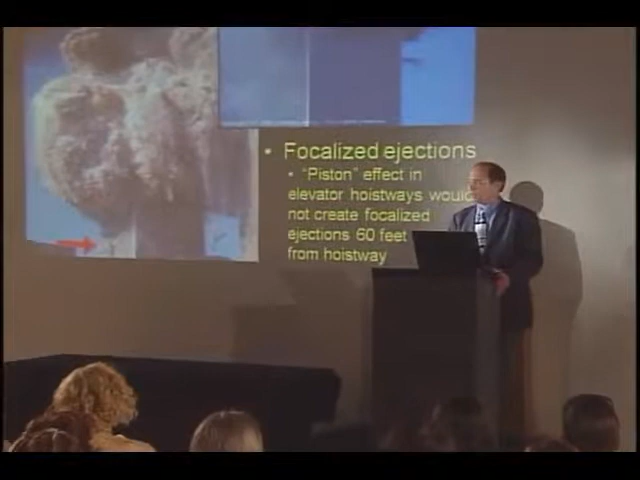 • Focalized ejections
• "Piston" effect in
elevator hoistways would
not create focalized
ejections 60 feet
from hoistway